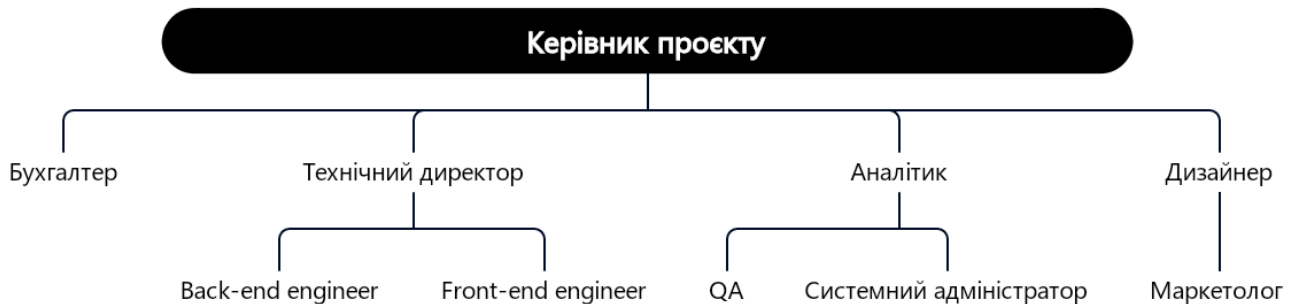 Керівник проєкту
Бухгалтер
Технічний директор
Аналітик
Дизайнер
Back-end engineer
Front-end engineer
QA
Системний адміністратор
Маркетолог